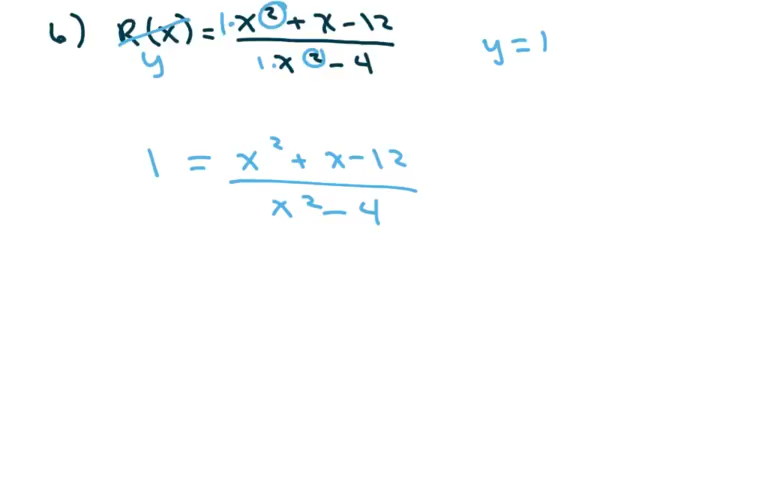 6) R(x) = 1·x² + x - 12 / 1·x² - 4
y
y = 1
1 = x² + x - 12 / x² - 4